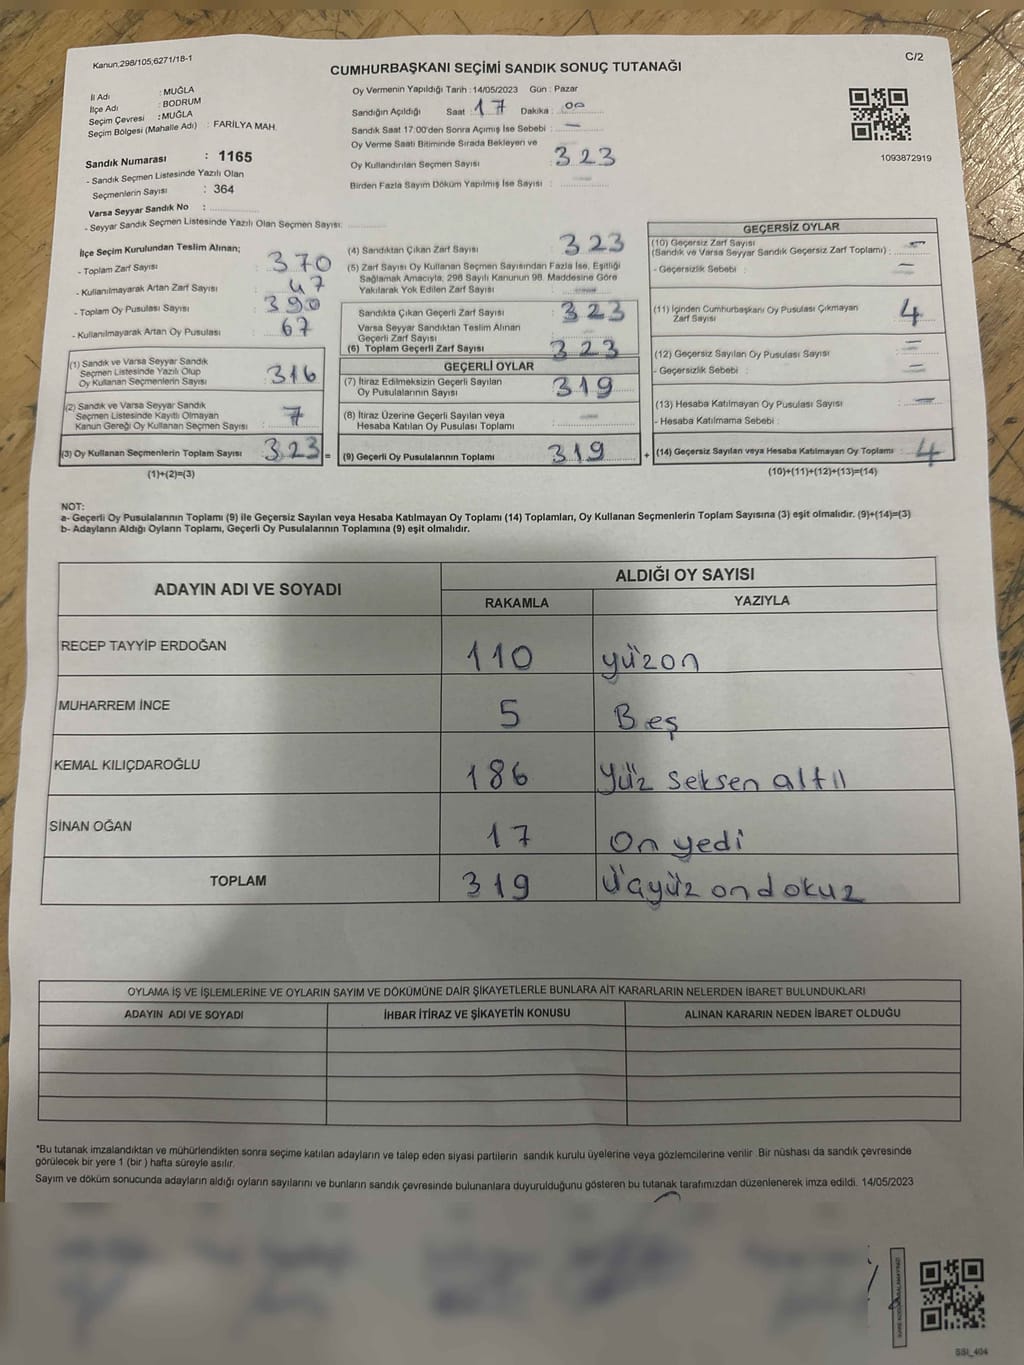 Kanun,298/105,6271/18-1
C/2
CUMHURBAŞKANI SEÇİMİ SANDIK SONUÇ TUTANAĞI
İl Adı : MUĞLA
İlçe Adı : BODRUM
Seçim Çevresi : MUĞLA
Seçim Bölgesi (Mahalle Adı) : FARİLYA MAH.
Sandık Numarası : 1165
- Sandık Seçmen Listesinde Yazılı Olan
Seçmenlerin Sayısı : 364
Varsa Seyyar Sandık No :
- Seyyar Sandık Seçmen Listesinde Yazılı Olan Seçmen Sayısı:
Oy Vermenin Yapıldığı Tarih : 14/05/2023 Gün : Pazar
Sandığın Açıldığı Saat : 17 Dakika : 00
Sandık Saat 17:00'den Sonra Açımış İse Sebebi : —
Oy Verme Saati Bitiminde Sırada Bekleyen ve
Oy Kullandırılan Seçmen Sayısı : 323
Birden Fazla Sayım Döküm Yapılmış İse Sayısı : —
1093872919
İlçe Seçim Kurulundan Teslim Alınan;
- Toplam Zarf Sayısı : 370
- Kullanılmayarak Artan Zarf Sayısı : 47
- Toplam Oy Pusulası Sayısı : 390
- Kullanılmayarak Artan Oy Pusulası : 67
(1) Sandık ve Varsa Seyyar Sandık
Seçmen Listesinde Yazılı Olup
Oy Kullanan Seçmenlerin Sayısı : 316
(2) Sandık ve Varsa Seyyar Sandık
Seçmen Listesinde Kayıtlı Olmayan
Kanun Gereği Oy Kullanan Seçmen Sayısı : 7
(3) Oy Kullanan Seçmenlerin Toplam Sayısı : 323 =
(1)+(2)=(3)
(4) Sandıktan Çıkan Zarf Sayısı : 323
(5) Zarf Sayısı Oy Kullanan Seçmen Sayısından Fazla İse, Eşitliği
Sağlamak Amacıyla, 298 Sayılı Kanunun 98. Maddesine Göre
Yakılarak Yok Edilen Zarf Sayısı : —
Sandıkta Çıkan Geçerli Zarf Sayısı : 323
Varsa Seyyar Sandıktan Teslim Alınan
Geçerli Zarf Sayısı : —
(6) Toplam Geçerli Zarf Sayısı : 323
GEÇERLİ OYLAR
(7) İtiraz Edilmeksizin Geçerli Sayılan
Oy Pusulalarının Sayısı : 319
(8) İtiraz Üzerine Geçerli Sayılan veya
Hesaba Katılan Oy Pusulası Toplamı : —
(9) Geçerli Oy Pusulalarının Toplamı : 319 +
GEÇERSİZ OYLAR
(10) Geçersiz Zarf Sayısı
(Sandık ve Varsa Seyyar Sandık Geçersiz Zarf Toplamı) : —
- Geçersizlik Sebebi : —
(11) İçinden Cumhurbaşkanı Oy Pusulası Çıkmayan
Zarf Sayısı : 4
(12) Geçersiz Sayılan Oy Pusulası Sayısı : —
- Geçersizlik Sebebi : —
(13) Hesaba Katılmayan Oy Pusulası Sayısı : —
- Hesaba Katılmama Sebebi :
(14) Geçersiz Sayılan veya Hesaba Katılmayan Oy Toplamı : 4
(10)+(11)+(12)+(13)=(14)
NOT:
a- Geçerli Oy Pusulalarının Toplamı (9) ile Geçersiz Sayılan veya Hesaba Katılmayan Oy Toplamı (14) Toplamları, Oy Kullanan Seçmenlerin Toplam Sayısına (3) eşit olmalıdır. (9)+(14)=(3)
b- Adayların Aldığı Oyların Toplamı, Geçerli Oy Pusulalarının Toplamına (9) eşit olmalıdır.
ADAYIN ADI VE SOYADI ALDIĞI OY SAYISI
RAKAMLA YAZIYLA
RECEP TAYYİP ERDOĞAN 110 yüzon
MUHARREM İNCE 5 Beş
KEMAL KILIÇDAROĞLU 186 Yüz seksen altı
SİNAN OĞAN 17 On yedi
TOPLAM 319 Üçyüz ondokuz
OYLAMA İŞ VE İŞLEMLERİNE VE OYLARIN SAYIM VE DÖKÜMÜNE DAİR ŞİKAYETLERLE BUNLARA AİT KARARLARIN NELERDEN İBARET BULUNDUKLARI
ADAYIN ADI VE SOYADI İHBAR İTİRAZ VE ŞİKAYETİN KONUSU ALINAN KARARIN NEDEN İBARET OLDUĞU
*Bu tutanak imzalandıktan ve mühürlendikten sonra seçime katılan adayların ve talep eden siyasi partilerin sandık kurulu üyelerine veya gözlemcilerine verilir. Bir nüshası da sandık çevresinde
görülecek bir yere 1 (bir ) hafta süreyle asılır.
Sayım ve döküm sonucunda adayların aldığı oyların sayılarını ve bunların sandık çevresinde bulunanlara duyurulduğunu gösteren bu tutanak tarafımızdan düzenlenerek imza edildi. 14/05/2023
SSI_404